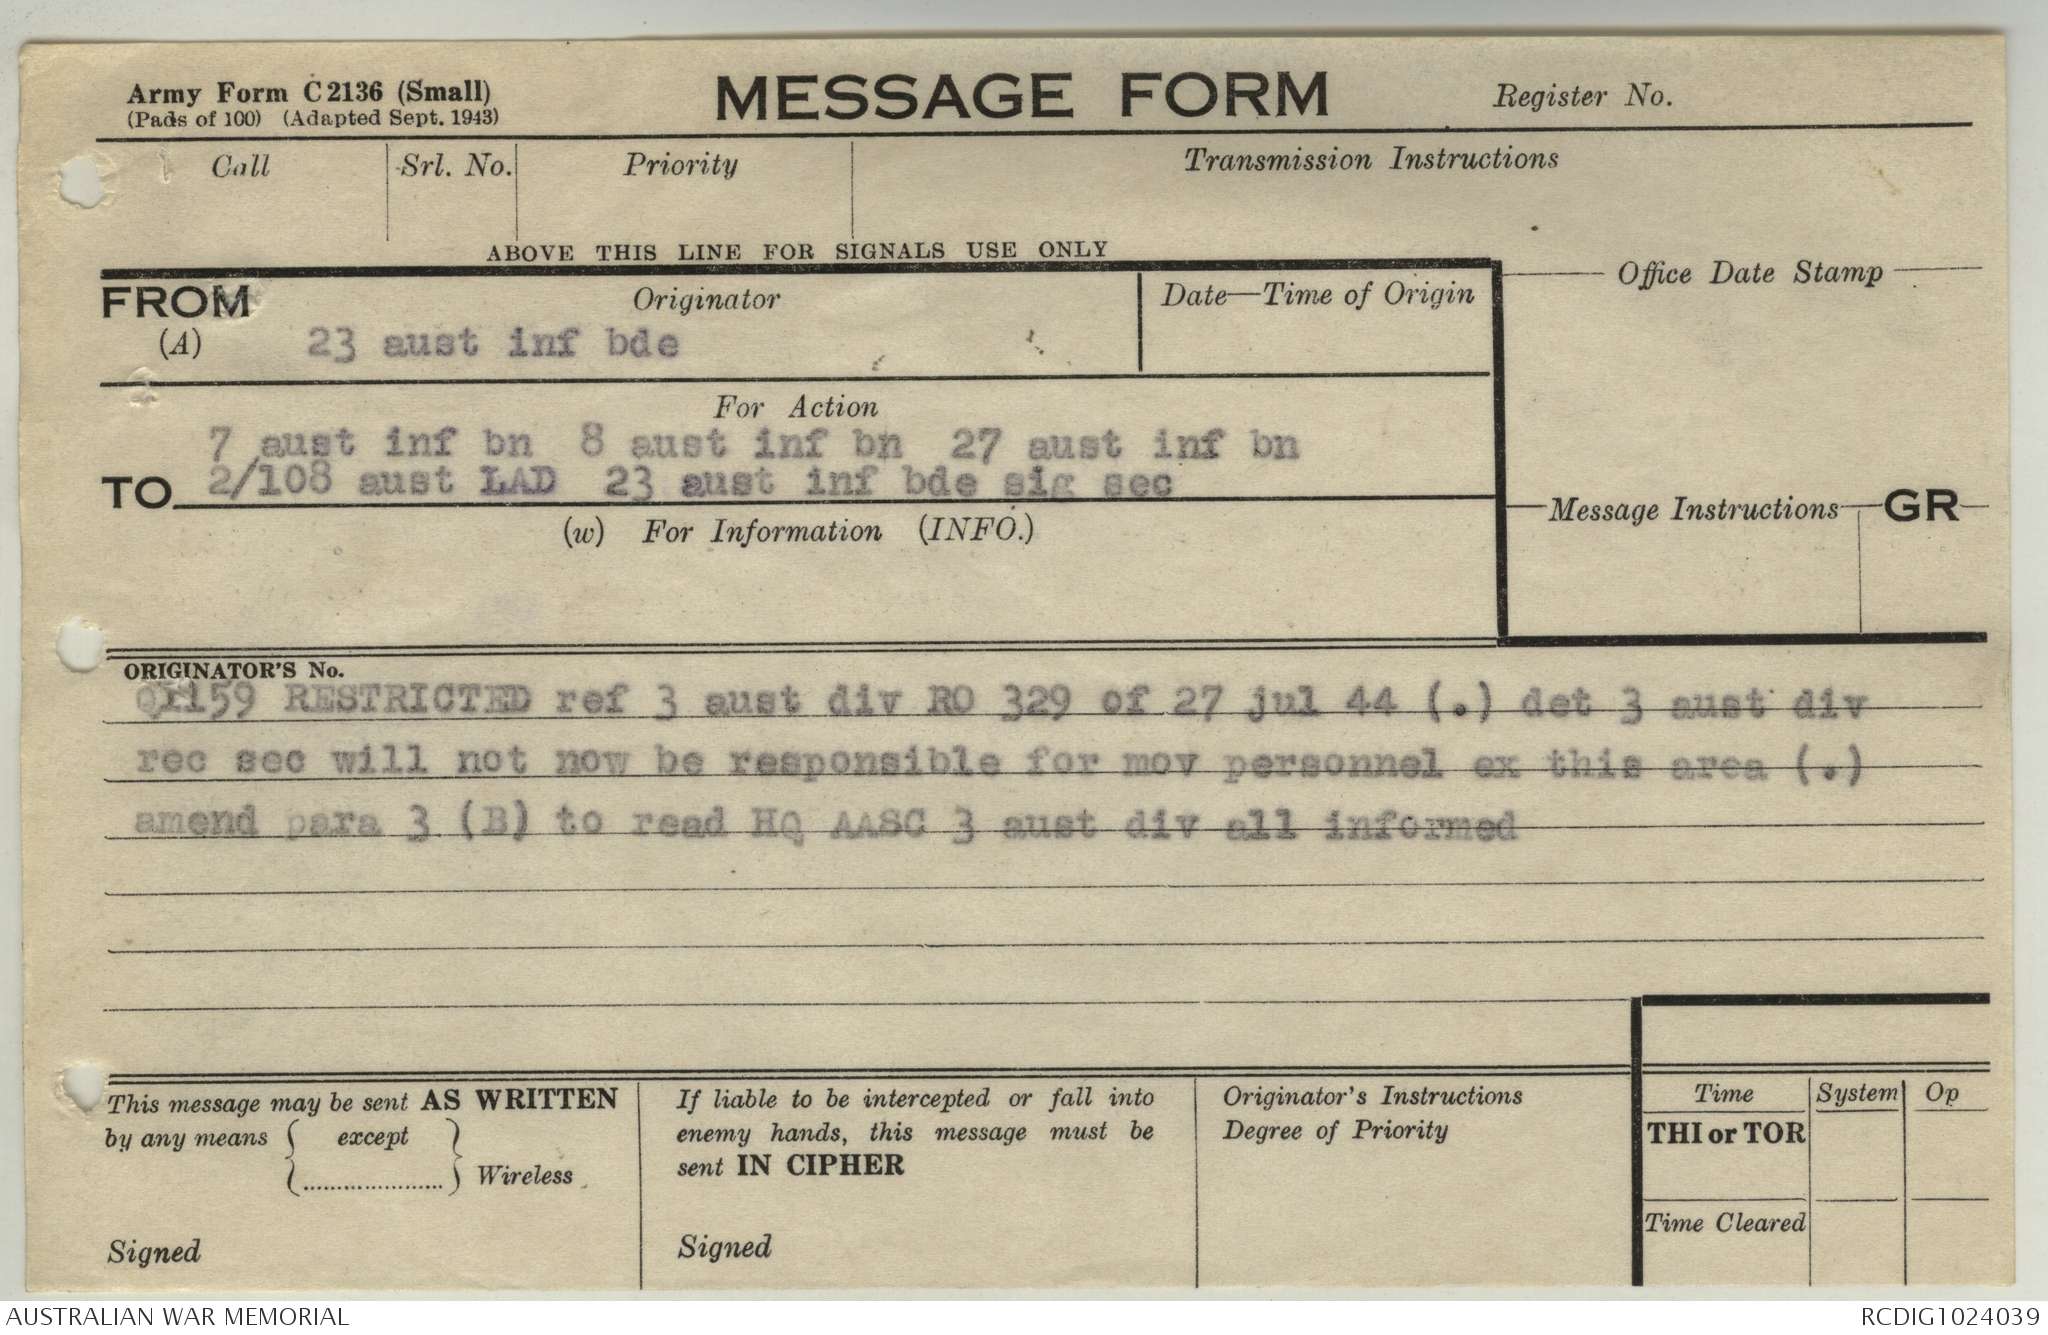 Army Form C 2136 (Small)
(Pads of 100) (Adapted Sept. 1943)
MESSAGE FORM
Register No.
Call
Srl. No.
Priority
Transmission Instructions
ABOVE THIS LINE FOR SIGNALS USE ONLY
FROM
(A)
Originator
23 aust inf bde
Date—Time of Origin
Office Date Stamp
For Action
7 aust inf bn 8 aust inf bn 27 aust inf bn
TO 2/108 aust LAD 23 aust inf bde sig sec
(w) For Information (INFO.)
Message Instructions
GR
ORIGINATOR'S No.
RESTRICTED ref 3 aust div RO 329 of 27 jul 44 (.) det 3 aust div
rec sec will not now be responsible for mov personnel ex this area (.)
amend para 3 (B) to read HQ AASC 3 aust div all informed
This message may be sent AS WRITTEN
by any means { except
} Wireless
Signed
If liable to be intercepted or fall into
enemy hands, this message must be
sent IN CIPHER
Signed
Originator's Instructions
Degree of Priority
Time
System
Op
THI or TOR
Time Cleared
AUSTRALIAN WAR MEMORIAL
RCDIG1024039